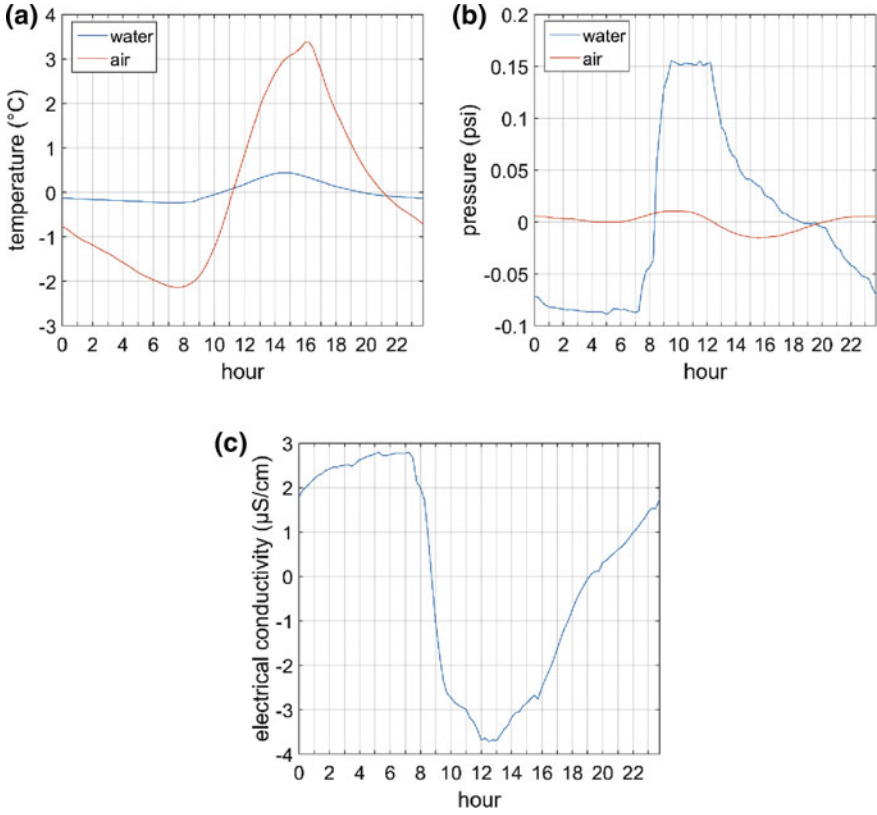 (a)
water
air
4
3
2
1
0
-1
-2
-3
temperature (°C)
0 2 4 6 8 10 12 14 16 18 20 22
hour
(b)
water
air
0.2
0.15
0.1
0.05
0
-0.05
-0.1
pressure (psi)
0 2 4 6 8 10 12 14 16 18 20 22
hour
(c)
3
2
1
0
-1
-2
-3
-4
electrical conductivity (µS/cm)
0 2 4 6 8 10 12 14 16 18 20 22
hour